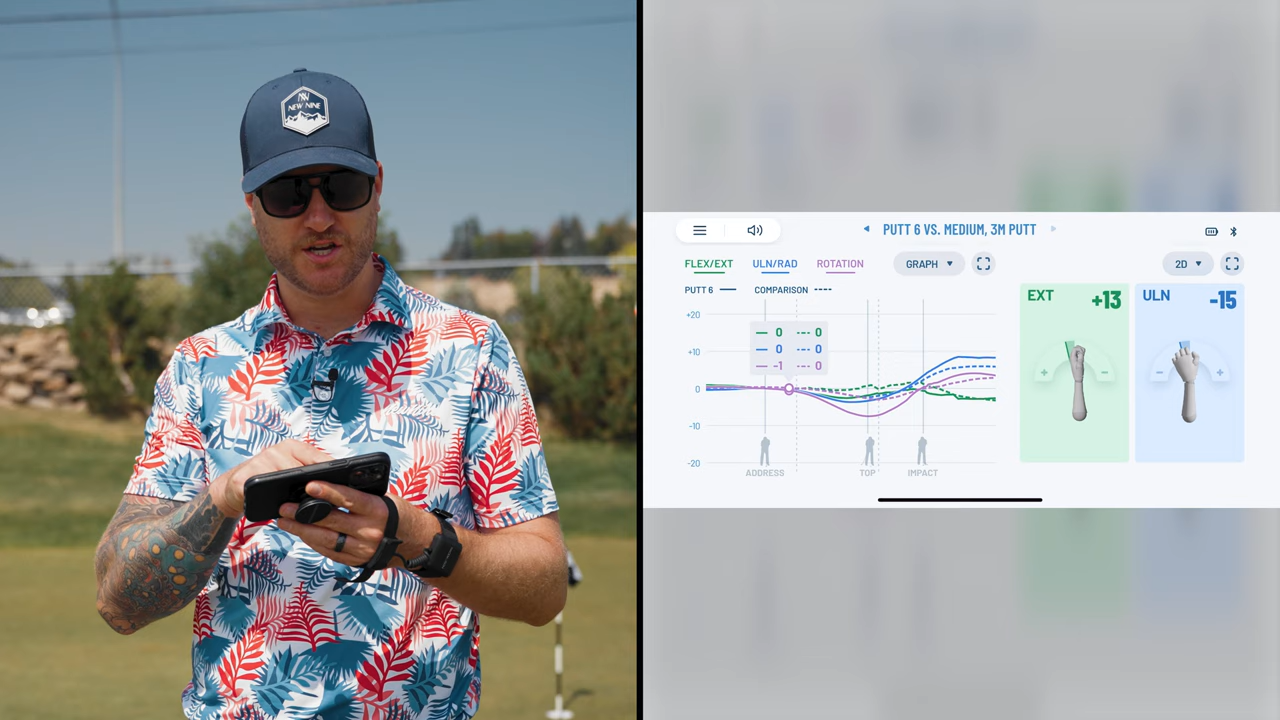 NEW NINE
PUTT 6 VS. MEDIUM, 3M PUTT
FLEX/EXT
ULN/RAD
ROTATION
GRAPH
2D
PUTT 6
COMPARISON
EXT
+13
ULN
-15
+20
+10
0
-10
-20
0 0
0 0
-1 0
+ -
- +
ADDRESS
TOP
IMPACT